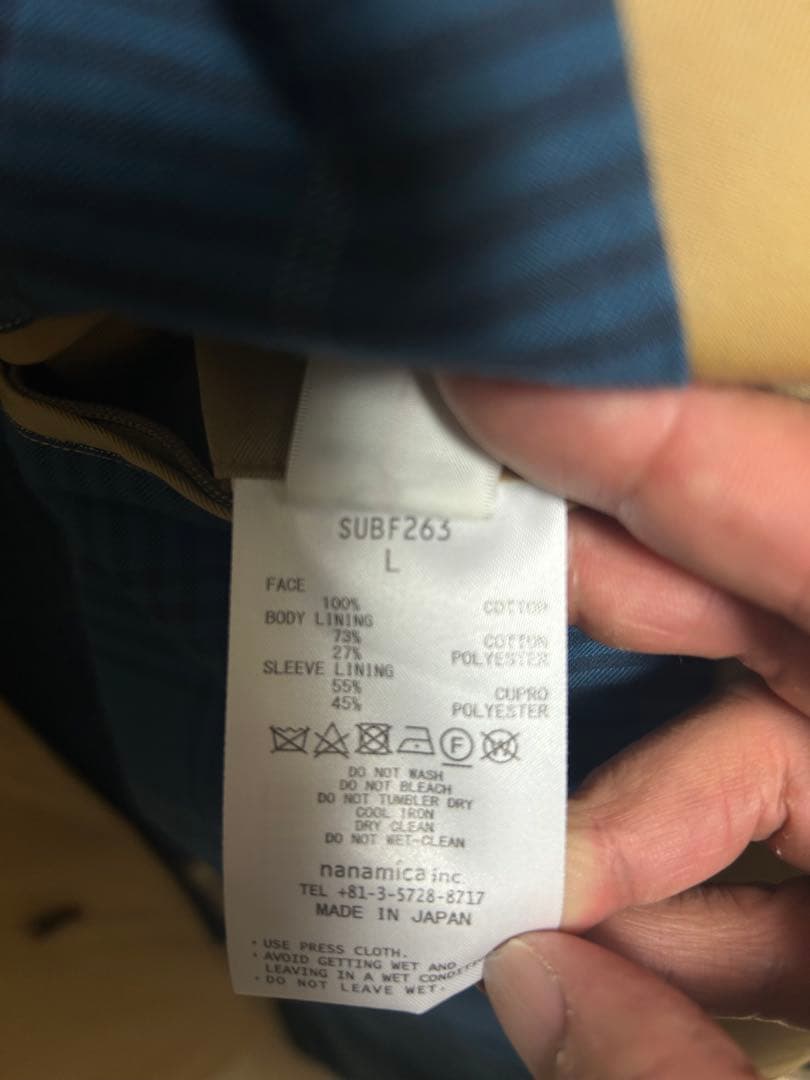 SUBF263
L
FACE
100% COTTON
BODY LINING
73% COTTON
27% POLYESTER
SLEEVE LINING
55% CUPRO
45% POLYESTER
F W
DO NOT WASH
DO NOT BLEACH
DO NOT TUMBLER DRY
COOL IRON
DRY CLEAN
DO NOT WET-CLEAN
nanamica inc.
TEL +81-3-5728-8717
MADE IN JAPAN
・USE PRESS CLOTH.
・AVOID GETTING WET AND
LEAVING IN A WET
・DO NOT LEAVE WET.